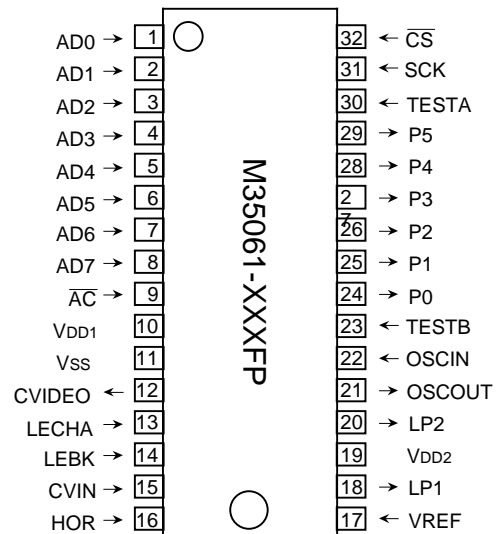 AD0 → 1
AD1 → 2
AD2 → 3
AD3 → 4
AD4 → 5
AD5 → 6
AD6 → 7
AD7 → 8
A̅C̅ → 9
VDD1 10
VSS 11
CVIDEO ← 12
LECHA → 13
LEBK → 14
CVIN → 15
HOR → 16
M35061-XXXFP
32 ← C̅S̅
31 ← SCK
30 ← TESTA
29 → P5
28 → P4
27 → P3
26 → P2
25 → P1
24 → P0
23 ← TESTB
22 ← OSCIN
21 → OSCOUT
20 → LP2
19 VDD2
18 → LP1
17 ← VREF